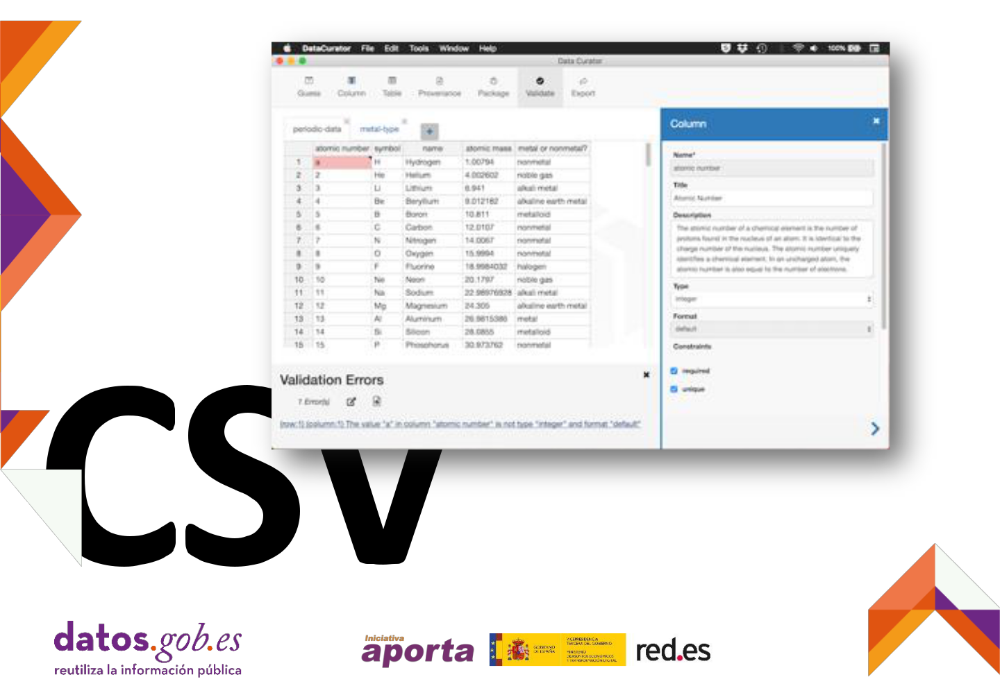 DataCurator File Edit Tools Window Help 100%
Data Curator
Guess Column Table Provenance Package Validate Export
periodic-data metal-type +
atomic number symbol name atomic mass metal or nonmetal?
1 a H Hydrogen 1.00794 nonmetal
2 2 He Helium 4.002602 noble gas
3 3 Li Lithium 6.941 alkali metal
4 4 Be Beryllium 9.012182 alkaline earth metal
5 5 B Boron 10.811 metalloid
6 6 C Carbon 12.0107 nonmetal
7 7 N Nitrogen 14.0067 nonmetal
8 8 O Oxygen 15.9994 nonmetal
9 9 F Fluorine 18.9984032 halogen
10 10 Ne Neon 20.1797 noble gas
11 11 Na Sodium 22.98976928 alkali metal
12 12 Mg Magnesium 24.305 alkaline earth metal
13 13 Al Aluminum 26.9815386 metal
14 14 Si Silicon 28.0855 metalloid
15 15 P Phosphorus 30.973762 nonmetal
Validation Errors
1 Error(s)
(row:1) (column:1) The value "a" in column "atomic number" is not type "integer" and format "default"
Column
Name*
atomic number
Title
Atomic Number
Description
The atomic number of a chemical element is the number of
protons found in the nucleus of an atom. It is identical to the
charge number of the nucleus. The atomic number uniquely
identifies a chemical element. In an uncharged atom, the
atomic number is also equal to the number of electrons.
Type
integer
Format
default
Constraints
required
unique
CSV
datos.gob.es
reutiliza la información pública
Iniciativa
aporta
GOBIERNO
DE ESPAÑA
VICEPRESIDENCIA
TERCERA DEL GOBIERNO
MINISTERIO
DE ASUNTOS ECONÓMICOS
Y TRANSFORMACIÓN DIGITAL
red.es